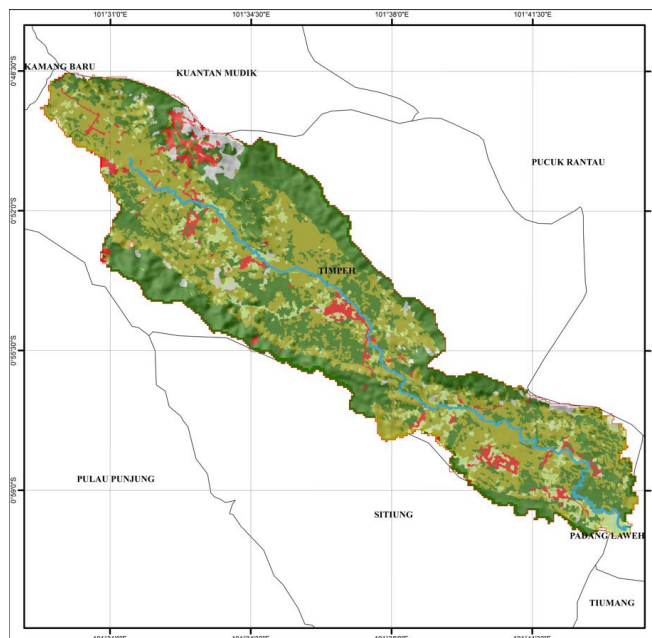 101°31'0"E 101°34'30"E 101°38'0"E 101°41'30"E
KAMANG BARU
0°48'30"S
KUANTAN MUDIK
PUCUK RANTAU
0°52'0"S
TIMPEH
0°55'30"S
PULAU PUNJUNG
0°59'0"S
SITIUNG
PADANG LAWEH
TIUMANG